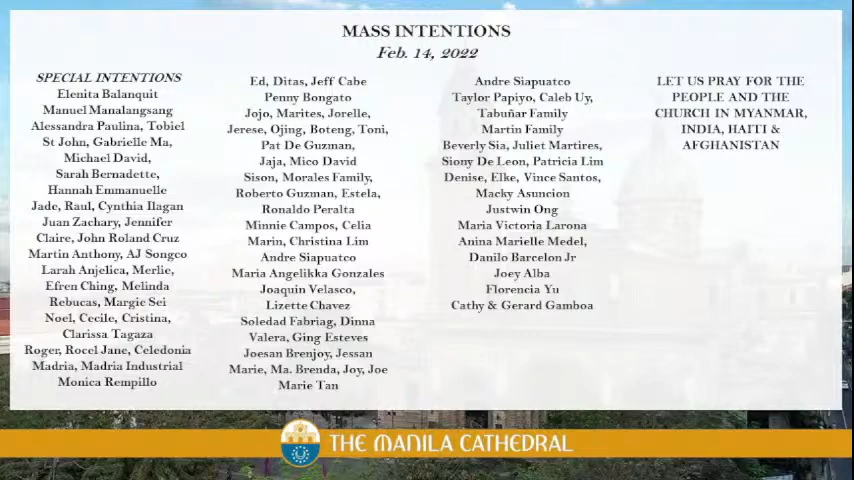 MASS INTENTIONS
Feb. 14, 2022
SPECIAL INTENTIONS
Elenita Balanquit
Manuel Manalangsang
Alessandra Paulina, Tobiel
St John, Gabrielle Ma,
Michael David,
Sarah Bernadette,
Hannah Emmanuelle
Jade, Raul, Cynthia Ilagan
Juan Zachary, Jennifer
Claire, John Roland Cruz
Martin Anthony, AJ Songco
Larah Anjelica, Merlie,
Efren Ching, Melinda
Rebucas, Margie Sei
Noel, Cecile, Cristina,
Clarissa Tagaza
Roger, Rocel Jane, Celedonia
Madria, Madria Industrial
Monica Rempillo
Ed, Ditas, Jeff Cabe
Penny Bongato
Jojo, Marites, Jorelle,
Jerese, Ojing, Boteng, Toni,
Pat De Guzman,
Jaja, Mico David
Sison, Morales Family,
Roberto Guzman, Estela,
Ronaldo Peralta
Minnie Campos, Celia
Marin, Christina Lim
Andre Siapuatco
Maria Angelikka Gonzales
Joaquin Velasco,
Lizette Chavez
Soledad Fabriag, Dinna
Valera, Ging Esteves
Joesan Brenjoy, Jessan
Marie, Ma. Brenda, Joy, Joe
Marie Tan
Andre Siapuatco
Taylor Papiyo, Caleb Uy,
Tabuñar Family
Martin Family
Beverly Sia, Juliet Martires,
Siony De Leon, Patricia Lim
Denise, Elke, Vince Santos,
Macky Asuncion
Justwin Ong
Maria Victoria Larona
Anina Marielle Medel,
Danilo Barcelon Jr
Joey Alba
Florencia Yu
Cathy & Gerard Gamboa
LET US PRAY FOR THE
PEOPLE AND THE
CHURCH IN MYANMAR,
INDIA, HAITI &
AFGHANISTAN
THE MANILA CATHEDRAL